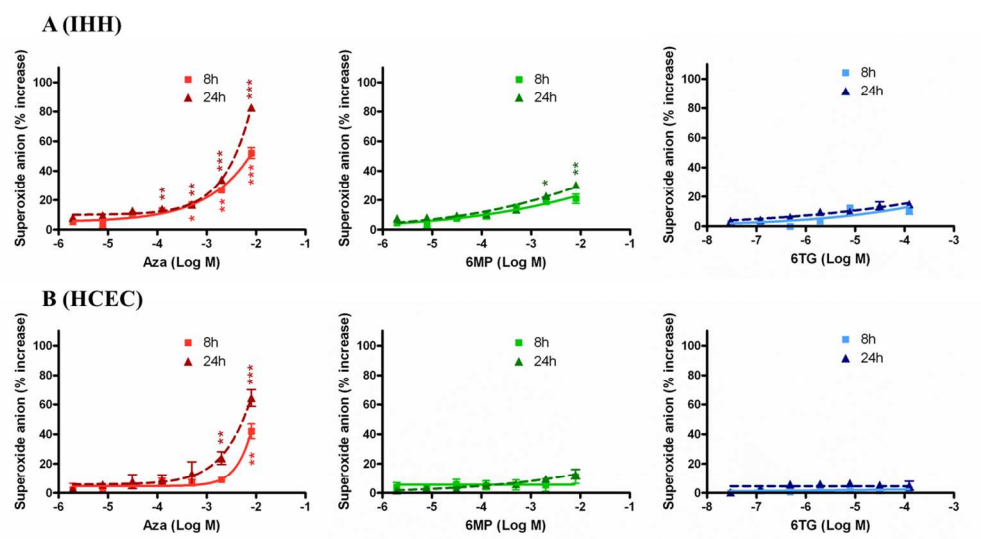 A (IHH)
Superoxide anion (% increase)
100
80
60
40
20
0
8h
24h
***
***
**
**
*
**
***
-6 -5 -4 -3 -2 -1
Aza (Log M)
Superoxide anion (% increase)
100
80
60
40
20
0
8h
24h
*
**
-6 -5 -4 -3 -2 -1
6MP (Log M)
Superoxide anion (% increase)
100
80
60
40
20
0
8h
24h
-8 -7 -6 -5 -4 -3
6TG (Log M)
B (HCEC)
Superoxide anion (% increase)
100
80
60
40
20
0
8h
24h
***
**
**
-6 -5 -4 -3 -2 -1
Aza (Log M)
Superoxide anion (% increase)
100
80
60
40
20
0
8h
24h
-6 -5 -4 -3 -2 -1
6MP (Log M)
Superoxide anion (% increase)
100
80
60
40
20
0
8h
24h
-8 -7 -6 -5 -4 -3
6TG (Log M)